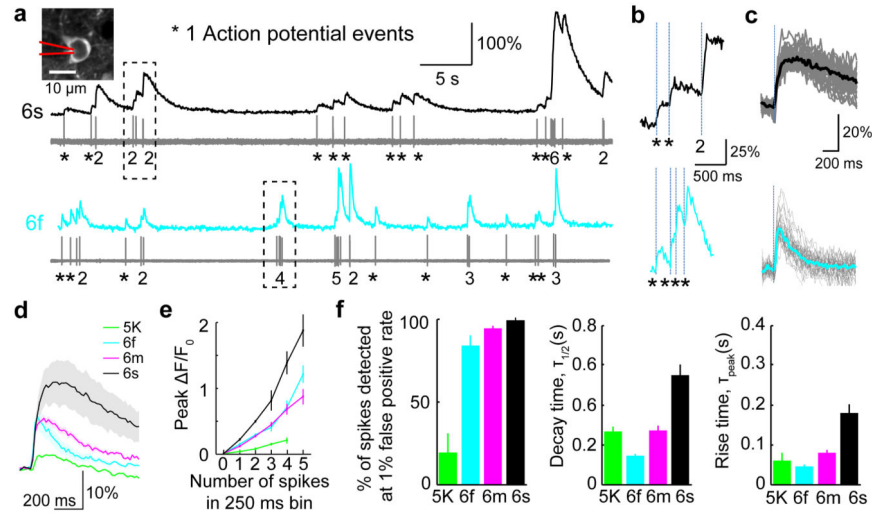 a
* 1 Action potential events
100%
5 s
10 μm
6s
* * 2 2 2 * * * * * * * * 6 * 2
6f
* * 2 * 2 4 5 2 * * 3 * * * 3
b
* * 2
25%
500 ms
* * * *
c
20%
200 ms
d
5K
6f
6m
6s
200 ms
10%
e
Peak ΔF/F0
2
1
0
0 1 2 3 4 5
Number of spikes
in 250 ms bin
f
% of spikes detected
at 1% false positive rate
100
50
0
5K 6f 6m 6s
Decay time, τ1/2(s)
0.8
0.6
0.4
0.2
0
5K 6f 6m 6s
Rise time, τpeak(s)
0.4
0.3
0.2
0.1
0
5K 6f 6m 6s